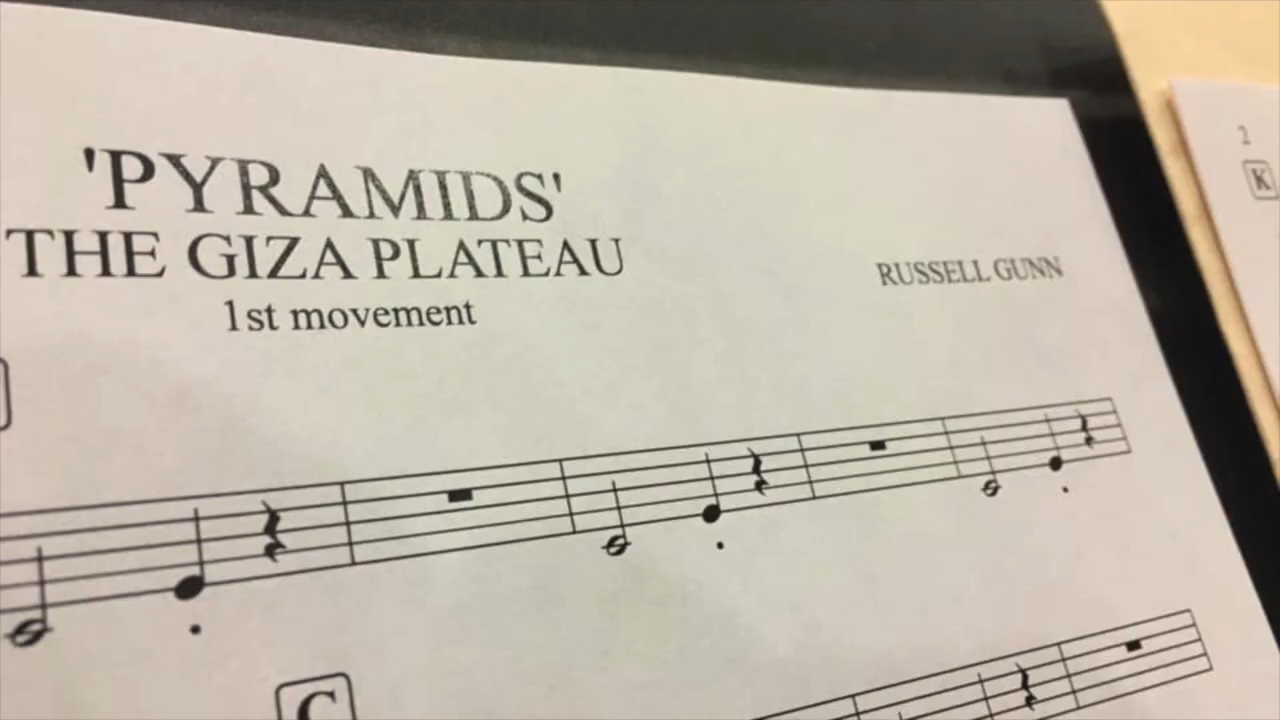 'PYRAMIDS'
THE GIZA PLATEAU
1st movement
RUSSELL GUNN
2
K
C